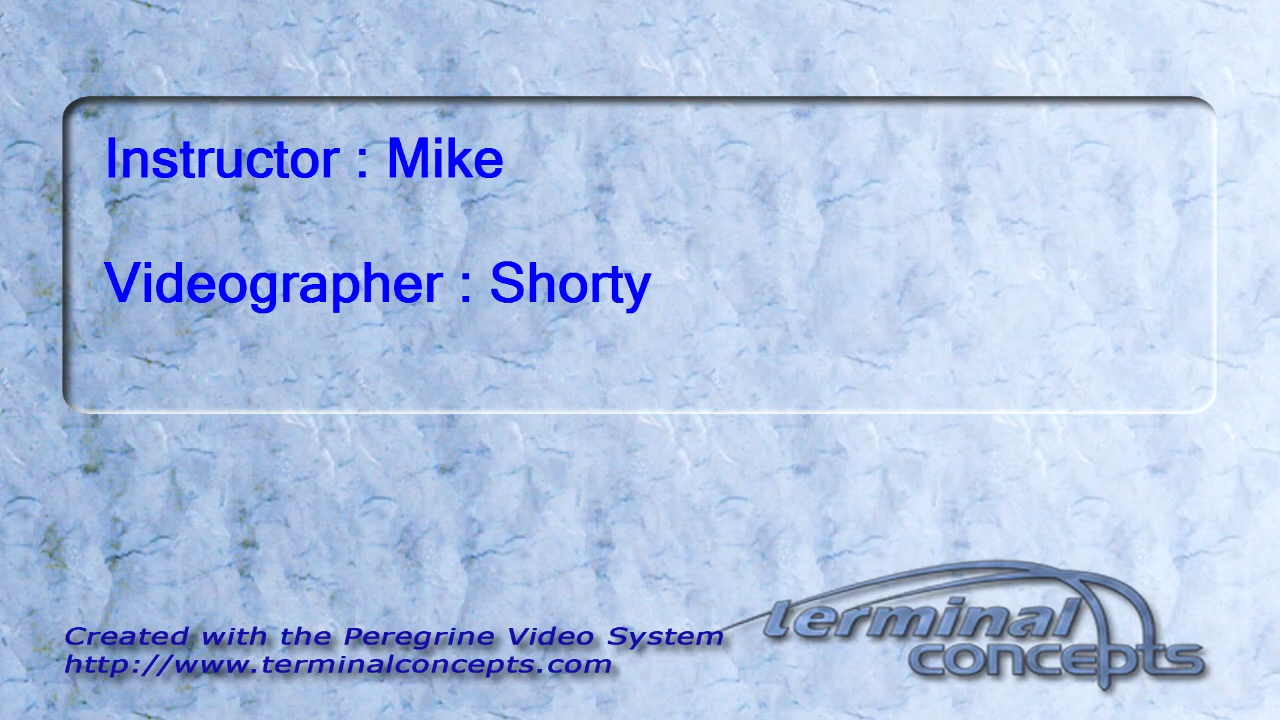 Instructor : Mike
Videographer : Shorty
Created with the Peregrine Video System
http://www.terminalconcepts.com
terminal
concepts